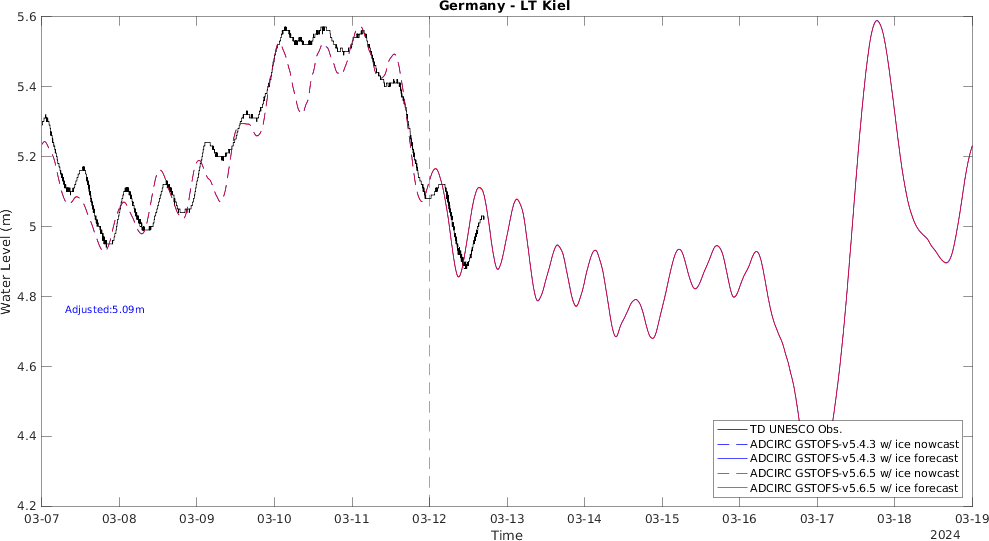 Germany - LT Kiel
5.6
5.4
5.2
5
4.8
4.6
4.4
4.2
Water Level (m)
Adjusted:5.09m
TD UNESCO Obs.
ADCIRC GSTOFS-v5.4.3 w/ ice nowcast
ADCIRC GSTOFS-v5.4.3 w/ ice forecast
ADCIRC GSTOFS-v5.6.5 w/ ice nowcast
ADCIRC GSTOFS-v5.6.5 w/ ice forecast
03-07 03-08 03-09 03-10 03-11 03-12 03-13 03-14 03-15 03-16 03-17 03-18 03-19
Time
2024